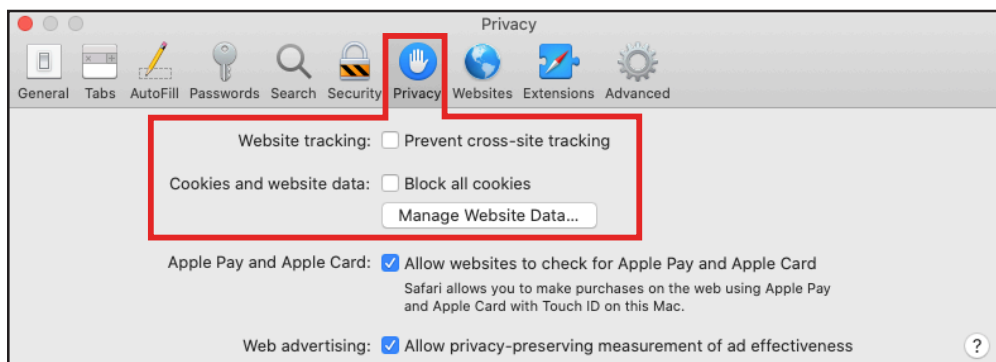 Privacy
General Tabs AutoFill Passwords Search Security Privacy Websites Extensions Advanced
Website tracking: Prevent cross-site tracking
Cookies and website data: Block all cookies
Manage Website Data...
Apple Pay and Apple Card: Allow websites to check for Apple Pay and Apple Card
Safari allows you to make purchases on the web using Apple Pay
and Apple Card with Touch ID on this Mac.
Web advertising: Allow privacy-preserving measurement of ad effectiveness
?